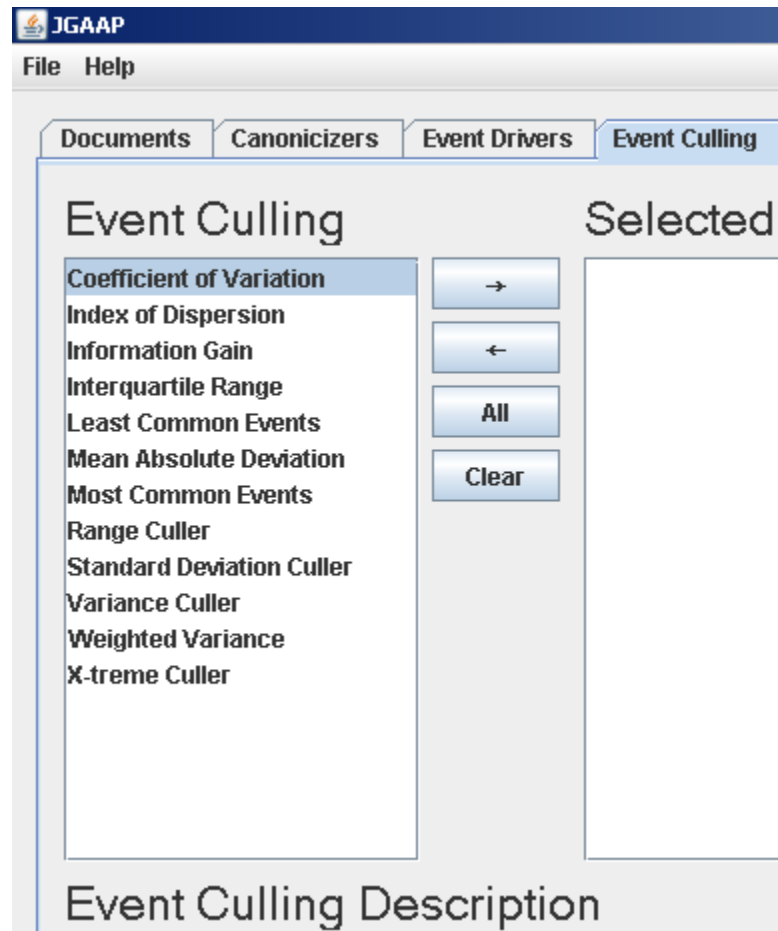 JGAAP
File Help
Documents Canonicizers Event Drivers Event Culling
Event Culling Selected
Coefficient of Variation
Index of Dispersion
Information Gain
Interquartile Range
Least Common Events
Mean Absolute Deviation
Most Common Events
Range Culler
Standard Deviation Culler
Variance Culler
Weighted Variance
X-treme Culler
→
←
All
Clear
Event Culling Description